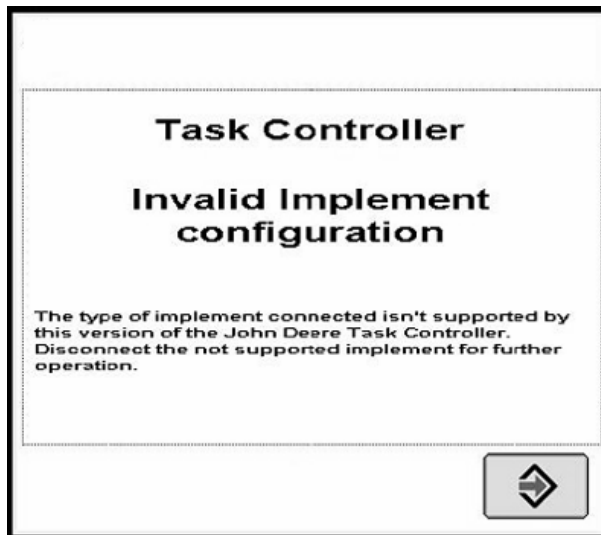 Task Controller
Invalid Implement
configuration
The type of implement connected isn't supported by
this version of the John Deere Task Controller.
Disconnect the not supported implement for further
operation.